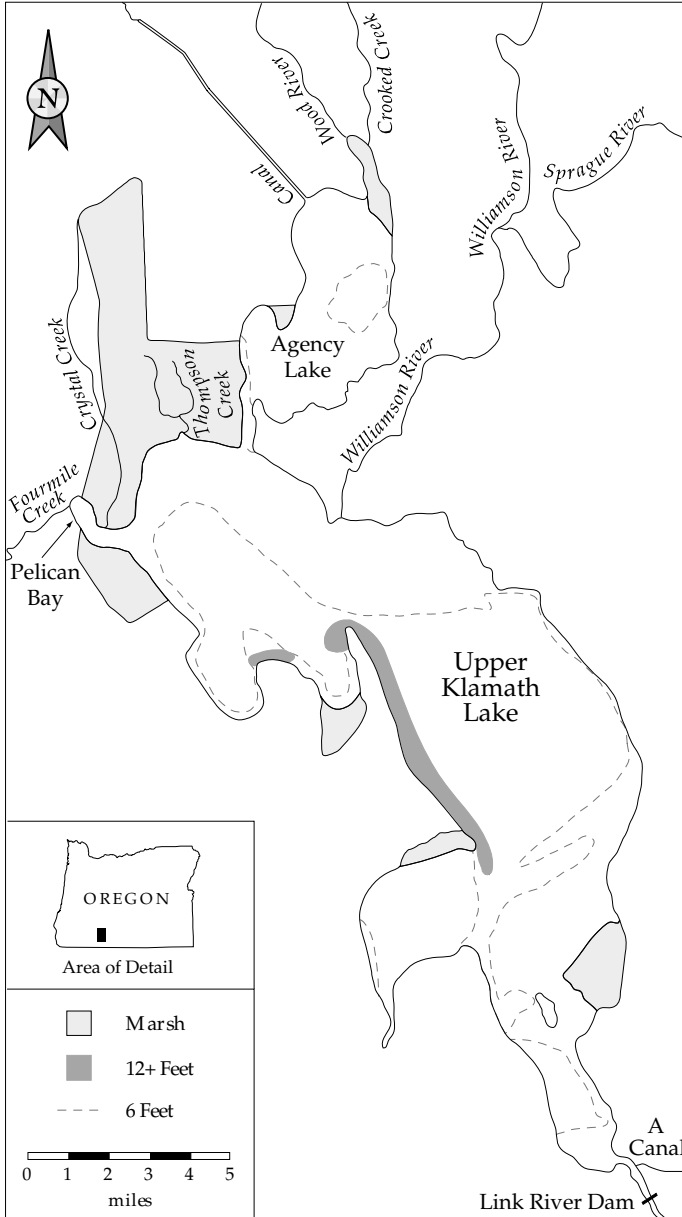 N
Wood River
Crooked Creek
Canal
Williamson River
Sprague River
Agency
Lake
Crystal Creek
Thompson
Creek
Williamson River
Fourmile
Creek
Pelican
Bay
Upper
Klamath
Lake
OREGON
Area of Detail
Marsh
12+ Feet
6 Feet
0 1 2 3 4 5
miles
A
Canal
Link River Dam